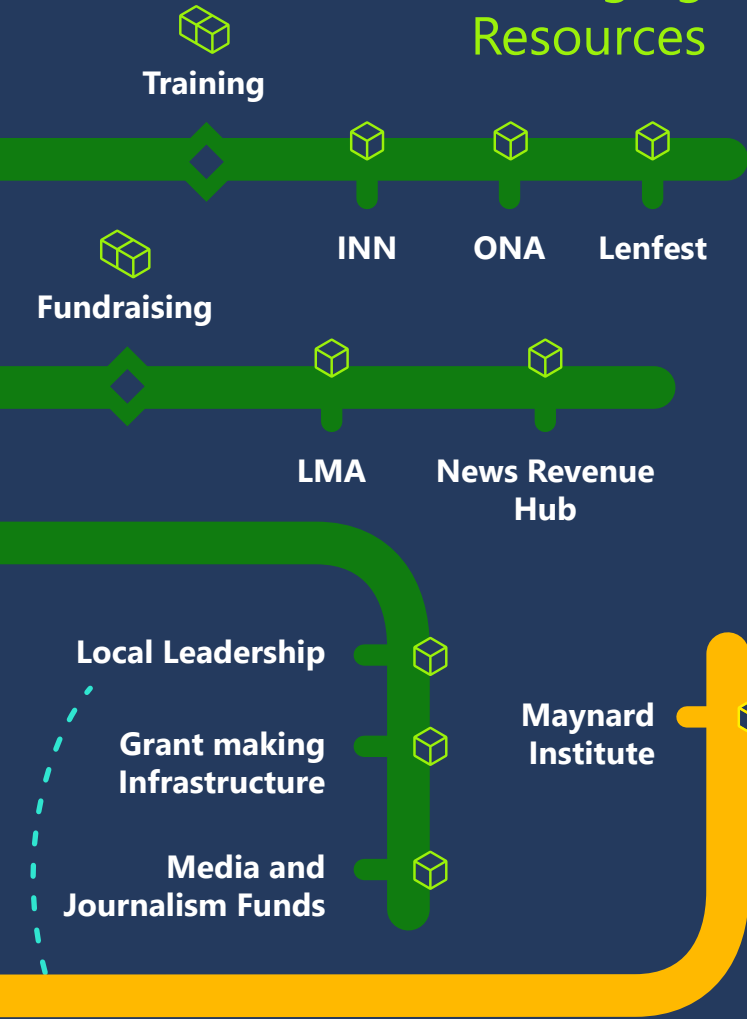 Resources
Training
INN
ONA
Lenfest
Fundraising
LMA
News Revenue
Hub
Local Leadership
Grant making
Infrastructure
Media and
Journalism Funds
Maynard
Institute